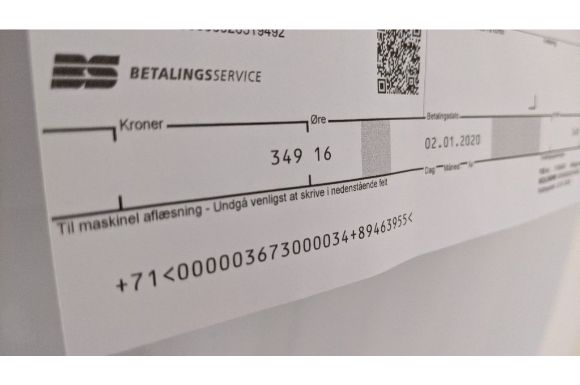 BS BETALINGSSERVICE
Kroner Øre Betalingsdato
349 16 02.01.2020
Dag Måned År
Til maskinel aflæsning - Undgå venligst at skrive i nedenstående felt
+71<000003673000034+89463955<